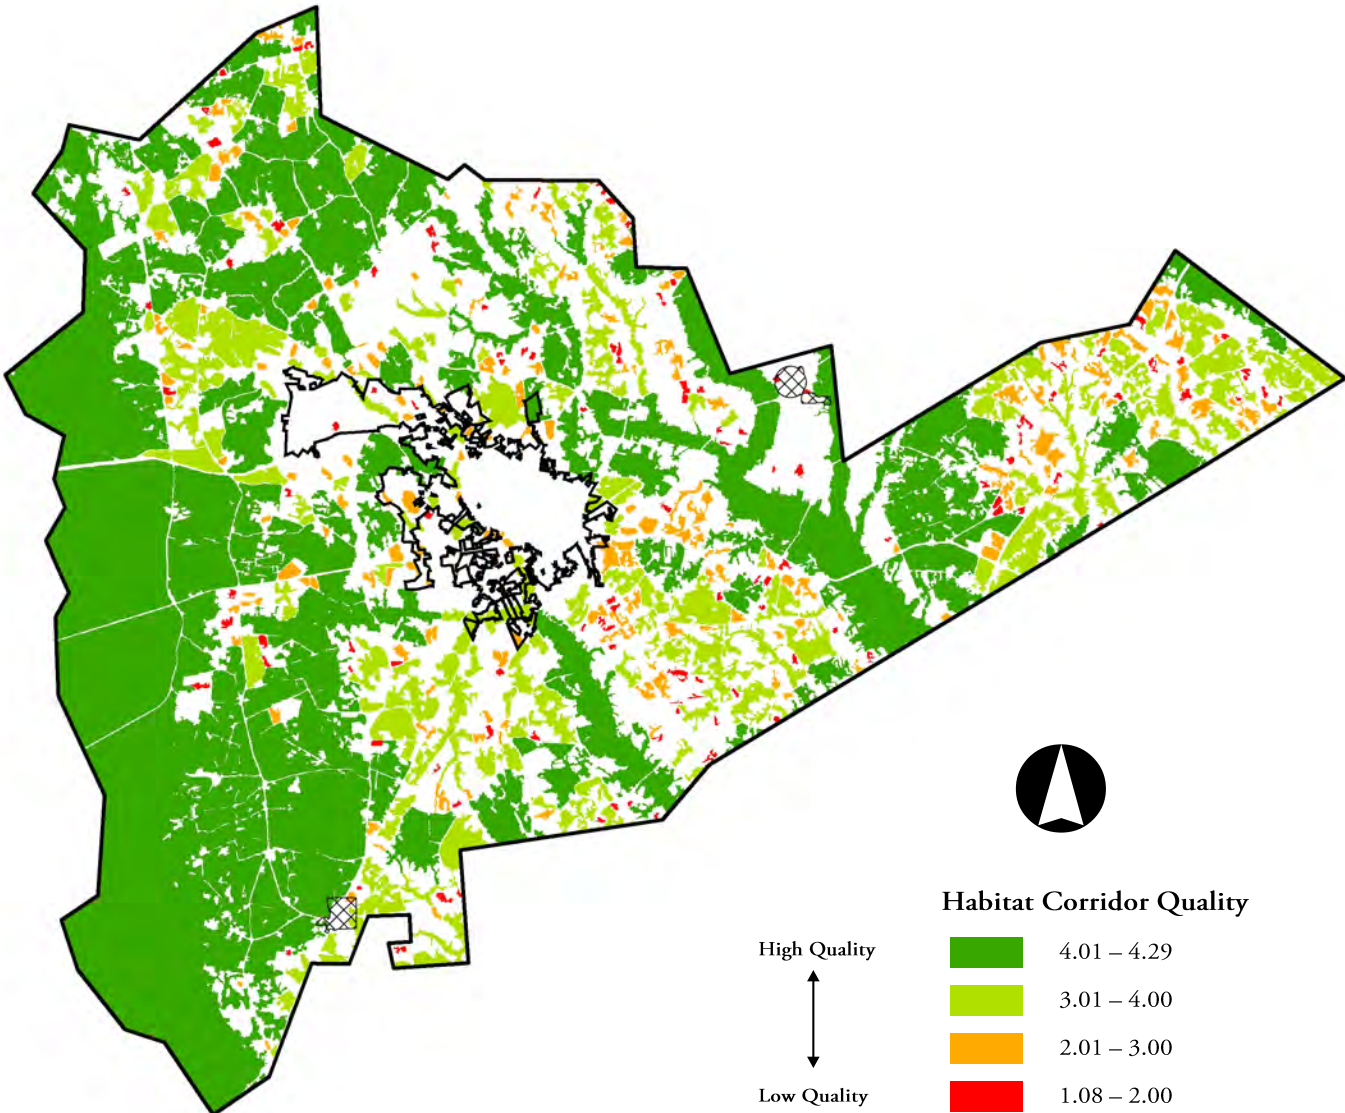 Habitat Corridor Quality
High Quality
4.01 – 4.29
3.01 – 4.00
2.01 – 3.00
Low Quality
1.08 – 2.00